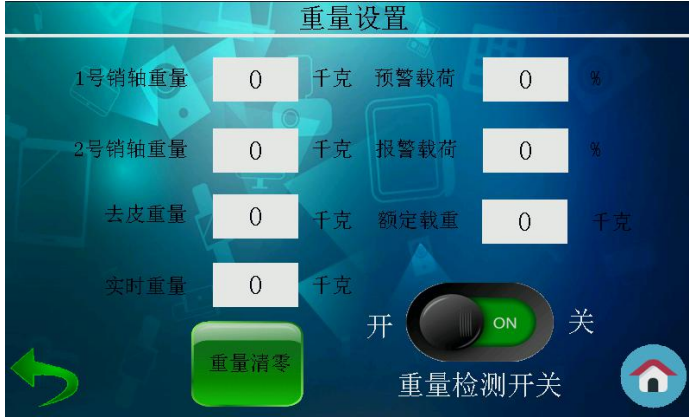 重量设置
1号销轴重量 0 千克 预警载荷 0 %
2号销轴重量 0 千克 报警载荷 0 %
去皮重量 0 千克 额定载重 0 千克
实时重量 0 千克
开 ON 关
重量清零
重量检测开关